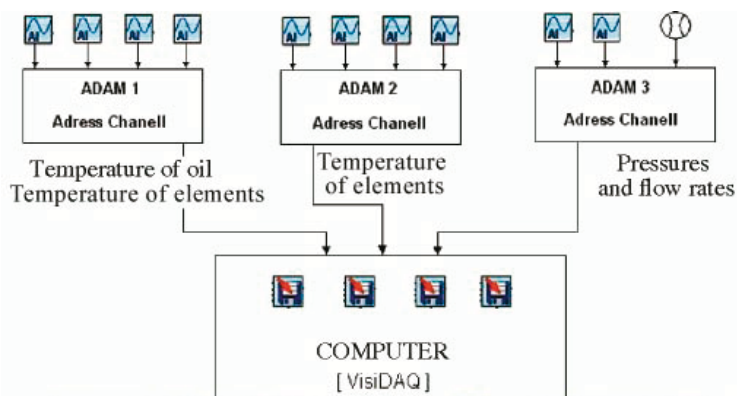 AI AI AI AI
AI AI AI AI
AI AI
ADAM 1
Adress Chanell
ADAM 2
Adress Chanell
ADAM 3
Adress Chanell
Temperature of oil
Temperature of elements
Temperature
of elements
Pressures
and flow rates
COMPUTER
[ VisiDAQ ]